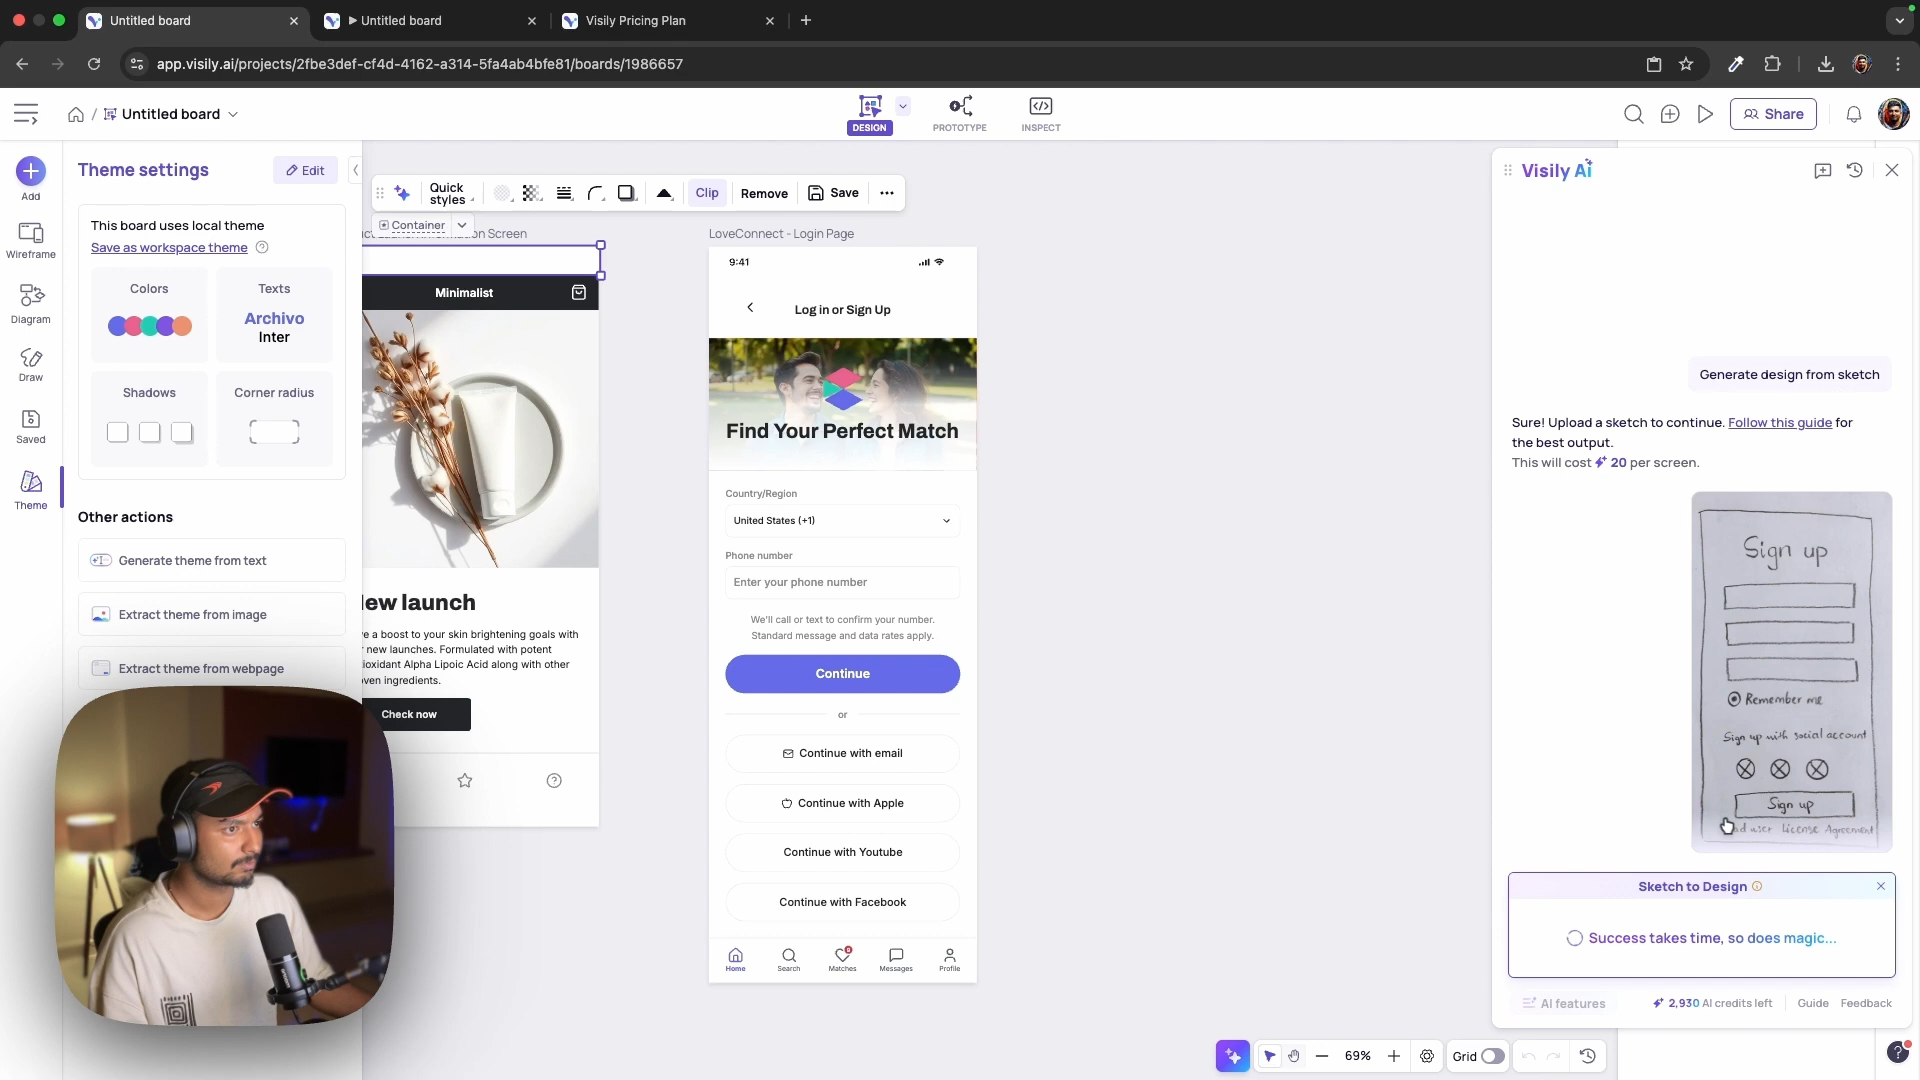 Untitled board
Untitled board
Visily Pricing Plan
app.visily.ai/projects/2fbe3def-cf4d-4162-a314-5fa4ab4bfe81/boards/1986657
/ Untitled board
DESIGN
PROTOTYPE
INSPECT
Share
Add
Wireframe
Diagram
Draw
Saved
Theme
Theme settings
Edit
This board uses local theme
Save as workspace theme
Colors
Texts
Archivo
Inter
Shadows
Corner radius
Other actions
Generate theme from text
Extract theme from image
Extract theme from webpage
Quick styles
Clip
Remove
Save
Container
Screen
Minimalist
ew launch
a boost to your skin brightening goals with
new launches. Formulated with potent
ioxidant Alpha Lipoic Acid along with other
ven ingredients.
Check now
LoveConnect - Login Page
9:41
Log in or Sign Up
Find Your Perfect Match
Country/Region
United States (+1)
Phone number
Enter your phone number
We'll call or text to confirm your number.
Standard message and data rates apply.
Continue
or
Continue with email
Continue with Apple
Continue with Youtube
Continue with Facebook
Home
Search
Matches
Messages
Profile
Visily Ai
Generate design from sketch
Sure! Upload a sketch to continue. Follow this guide for
the best output.
This will cost 20 per screen.
Sign up
Remember me
Sign up with social account
Sign up
user License Agreement
Sketch to Design
Success takes time, so does magic...
AI features
2,930 AI credits left
Guide
Feedback
69%
Grid